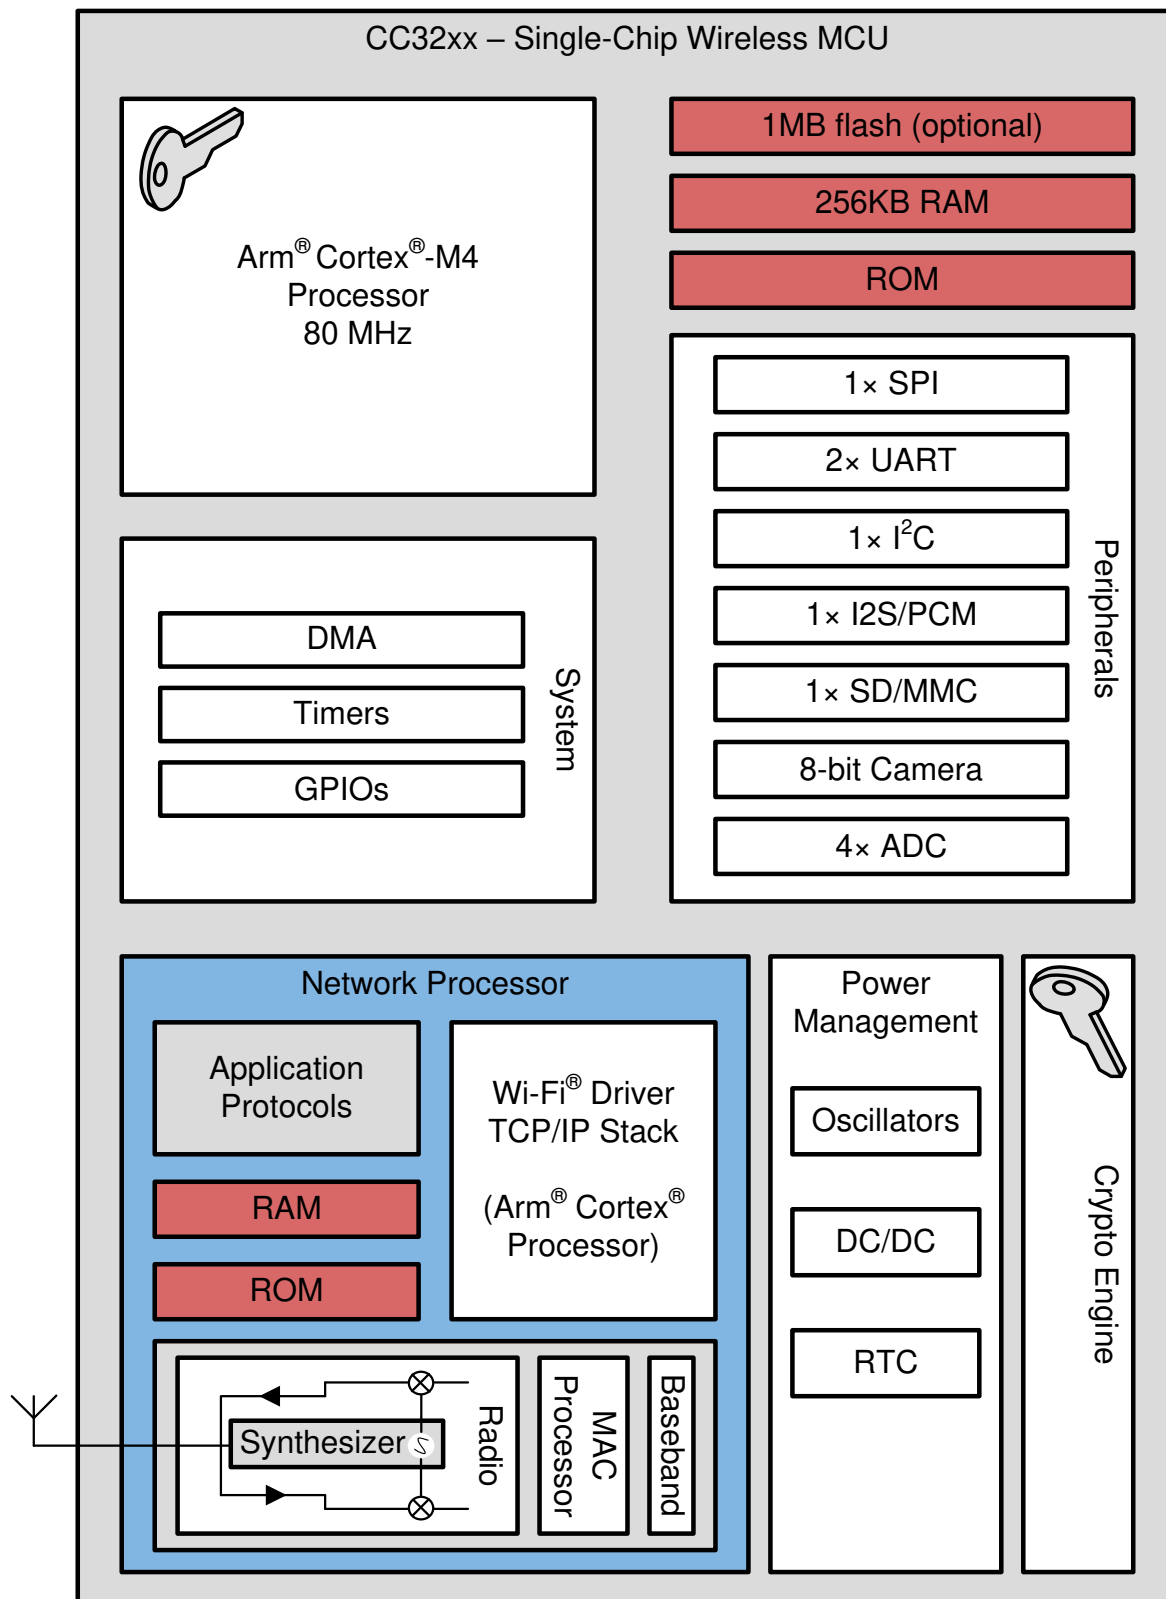 CC32xx – Single-Chip Wireless MCU
Arm® Cortex®-M4
Processor
80 MHz
1MB flash (optional)
256KB RAM
ROM
1× SPI
2× UART
1× I²C
1× I2S/PCM
1× SD/MMC
8-bit Camera
4× ADC
Peripherals
DMA
Timers
GPIOs
System
Network Processor
Application
Protocols
RAM
ROM
Wi-Fi® Driver
TCP/IP Stack
(Arm® Cortex®
Processor)
Synthesizer
Radio
MAC
Processor
Baseband
Power
Management
Oscillators
DC/DC
RTC
Crypto Engine